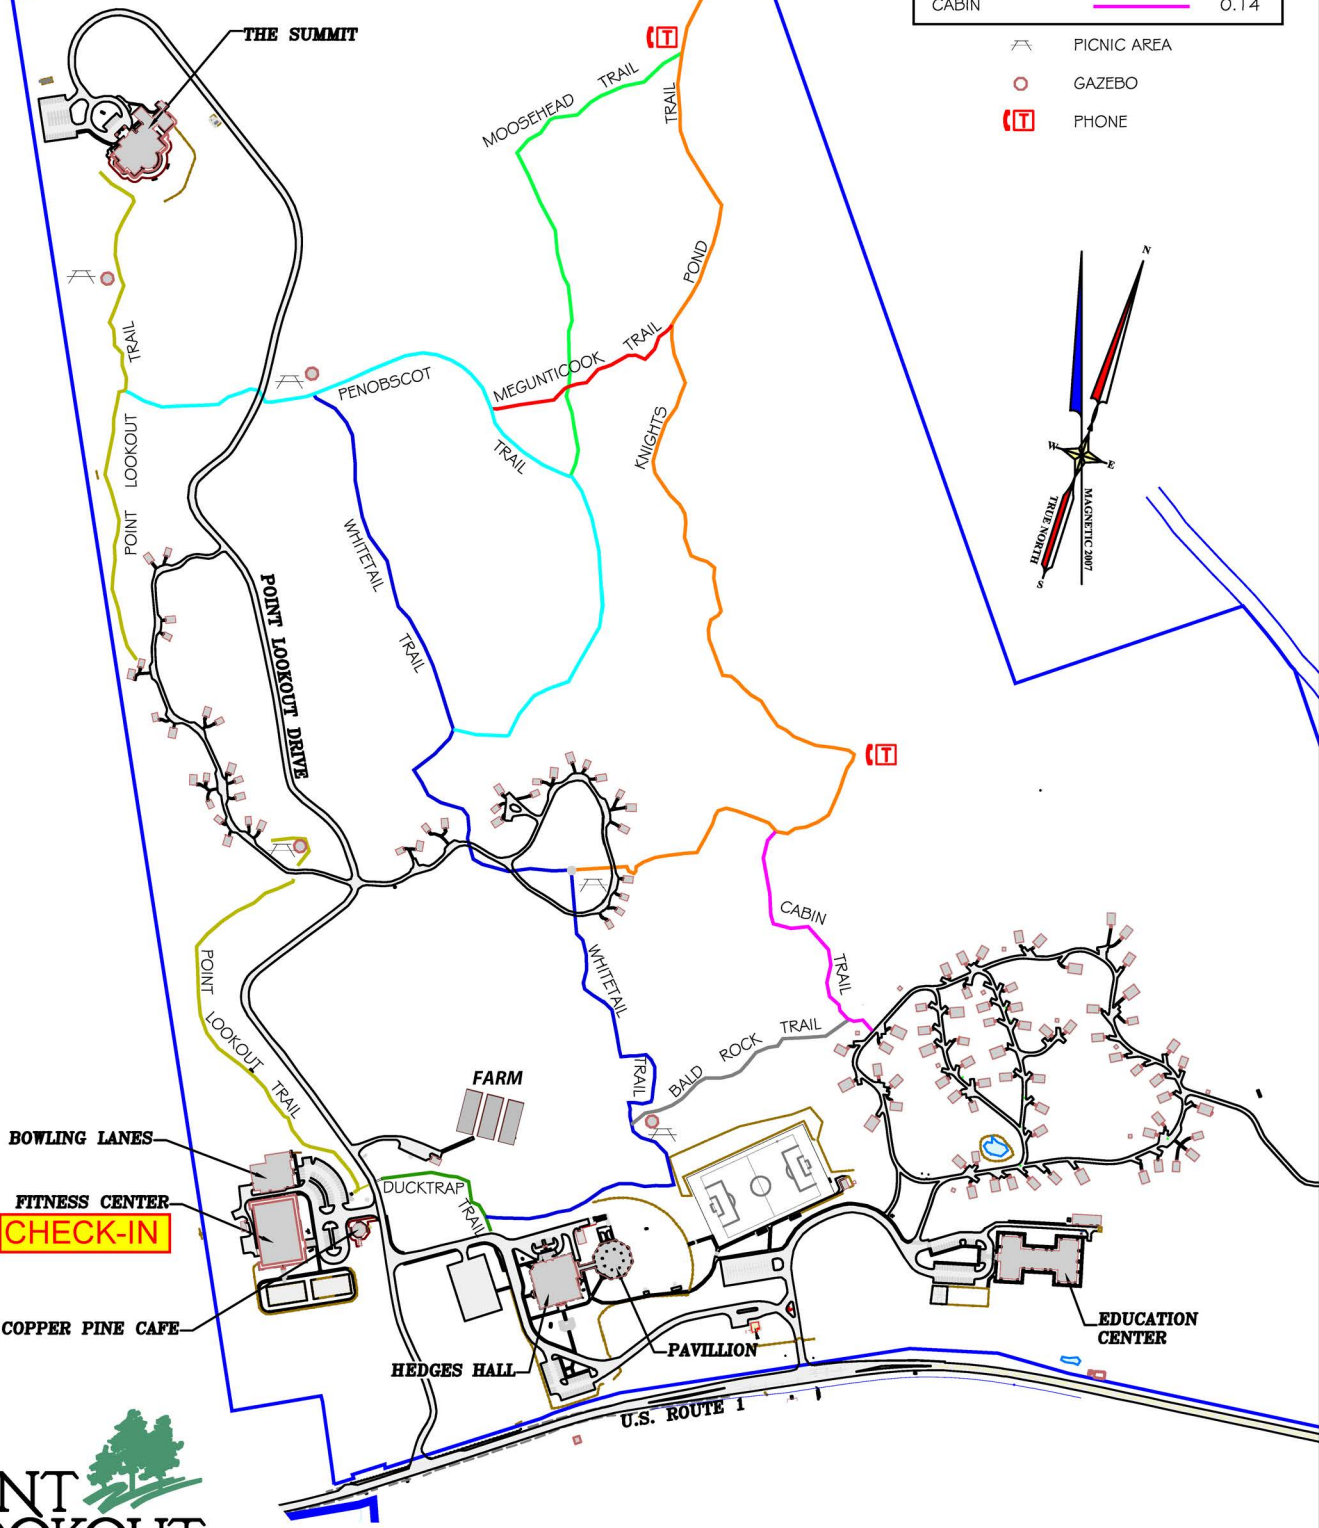 CABIN 0.14
PICNIC AREA
GAZEBO
T PHONE
THE SUMMIT
T
MOOSEHEAD TRAIL
TRAIL
POND
KNIGHTS
TRAIL
MEGUNTICOOK TRAIL
PENOBSCOT
TRAIL
POINT LOOKOUT
WHITETAIL
TRAIL
POINT LOOKOUT DRIVE
N
W
E
S
TRUE NORTH
MAGNETIC 2007
T
CABIN
TRAIL
POINT
LOOKOUT
TRAIL
WHITETAIL
TRAIL
BALD ROCK TRAIL
FARM
BOWLING LANES
FITNESS CENTER
CHECK-IN
DUCKTRAP
TRAIL
COPPER PINE CAFE
HEDGES HALL
PAVILLION
EDUCATION
CENTER
U.S. ROUTE 1
NT
OOKOUT